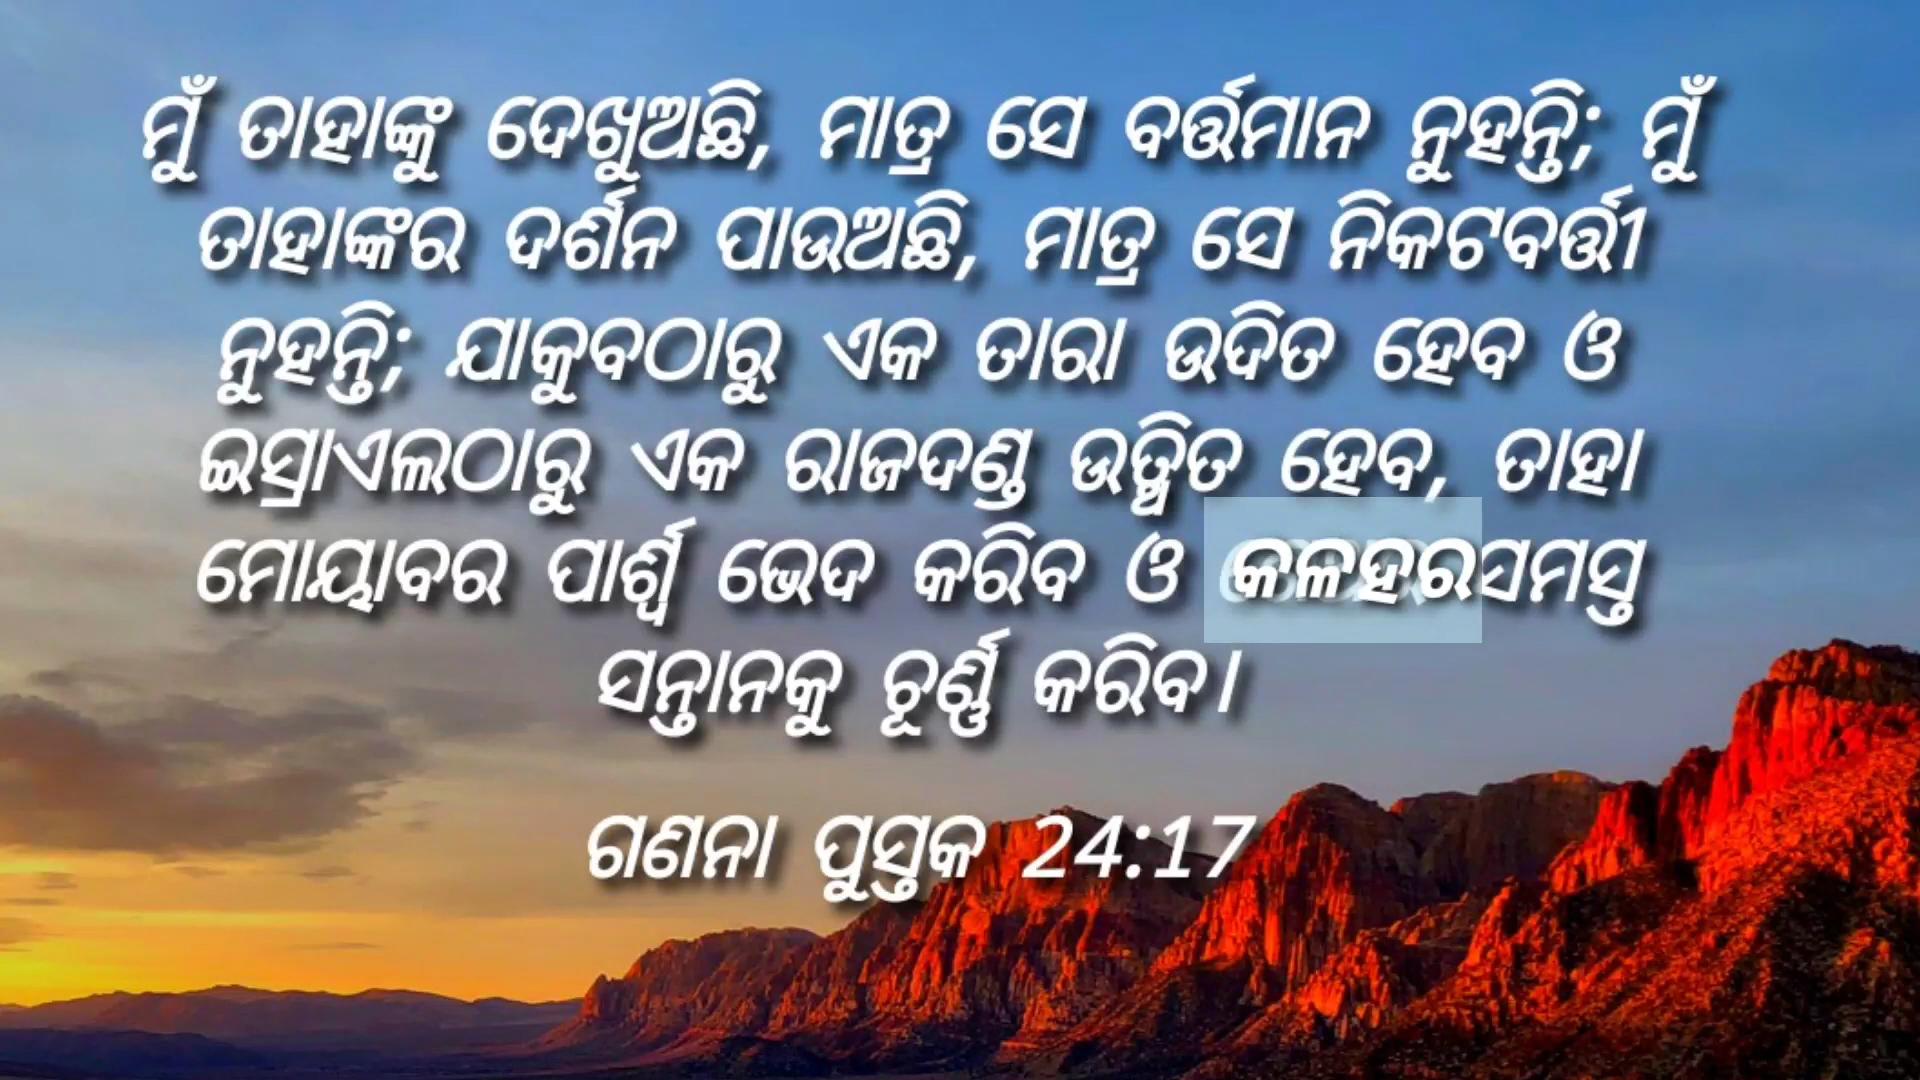 ମୁଁ ତାହାଙ୍କୁ ଦେଖୁଅଛି, ମାତ୍ର ସେ ବର୍ତ୍ତମାନ ନୁହନ୍ତି; ମୁଁ
ତାହାଙ୍କର ଦର୍ଶନ ପାଉଅଛି, ମାତ୍ର ସେ ନିକଟବର୍ତ୍ତୀ
ନୁହନ୍ତି; ଯାକୁବଠାରୁ ଏକ ତାରା ଉଦିତ ହେବ ଓ
ଇସ୍ରାଏଲଠାରୁ ଏକ ରାଜଦଣ୍ଡ ଉତ୍ଥିତ ହେବ, ତାହା
ମୋୟାବର ପାର୍ଶ୍ୱ ଭେଦ କରିବ ଓ କଳହର ସମସ୍ତ
ସନ୍ତାନକୁ ଚୂର୍ଣ୍ଣ କରିବ।
ଗଣନା ପୁସ୍ତକ 24:17